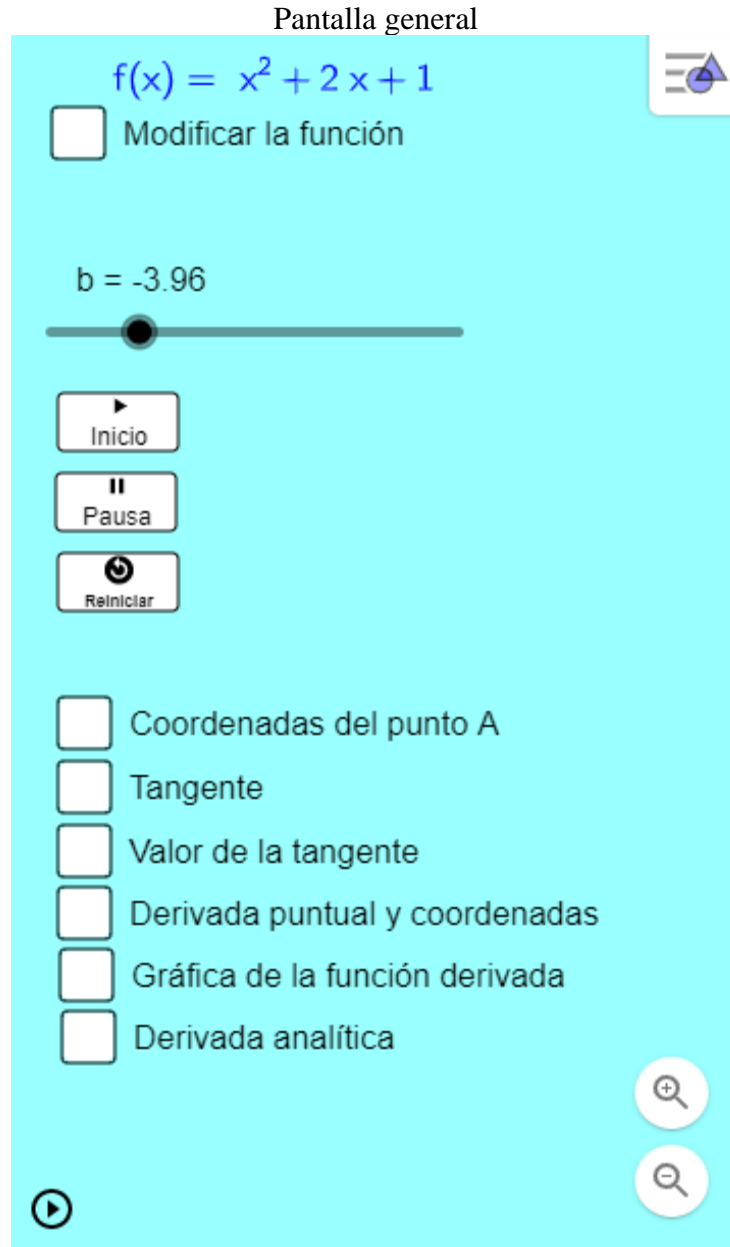 Pantalla general
f(x) = x² + 2 x + 1
Modificar la función
b = -3.96
Inicio
Pausa
Reiniciar
Coordenadas del punto A
Tangente
Valor de la tangente
Derivada puntual y coordenadas
Gráfica de la función derivada
Derivada analítica